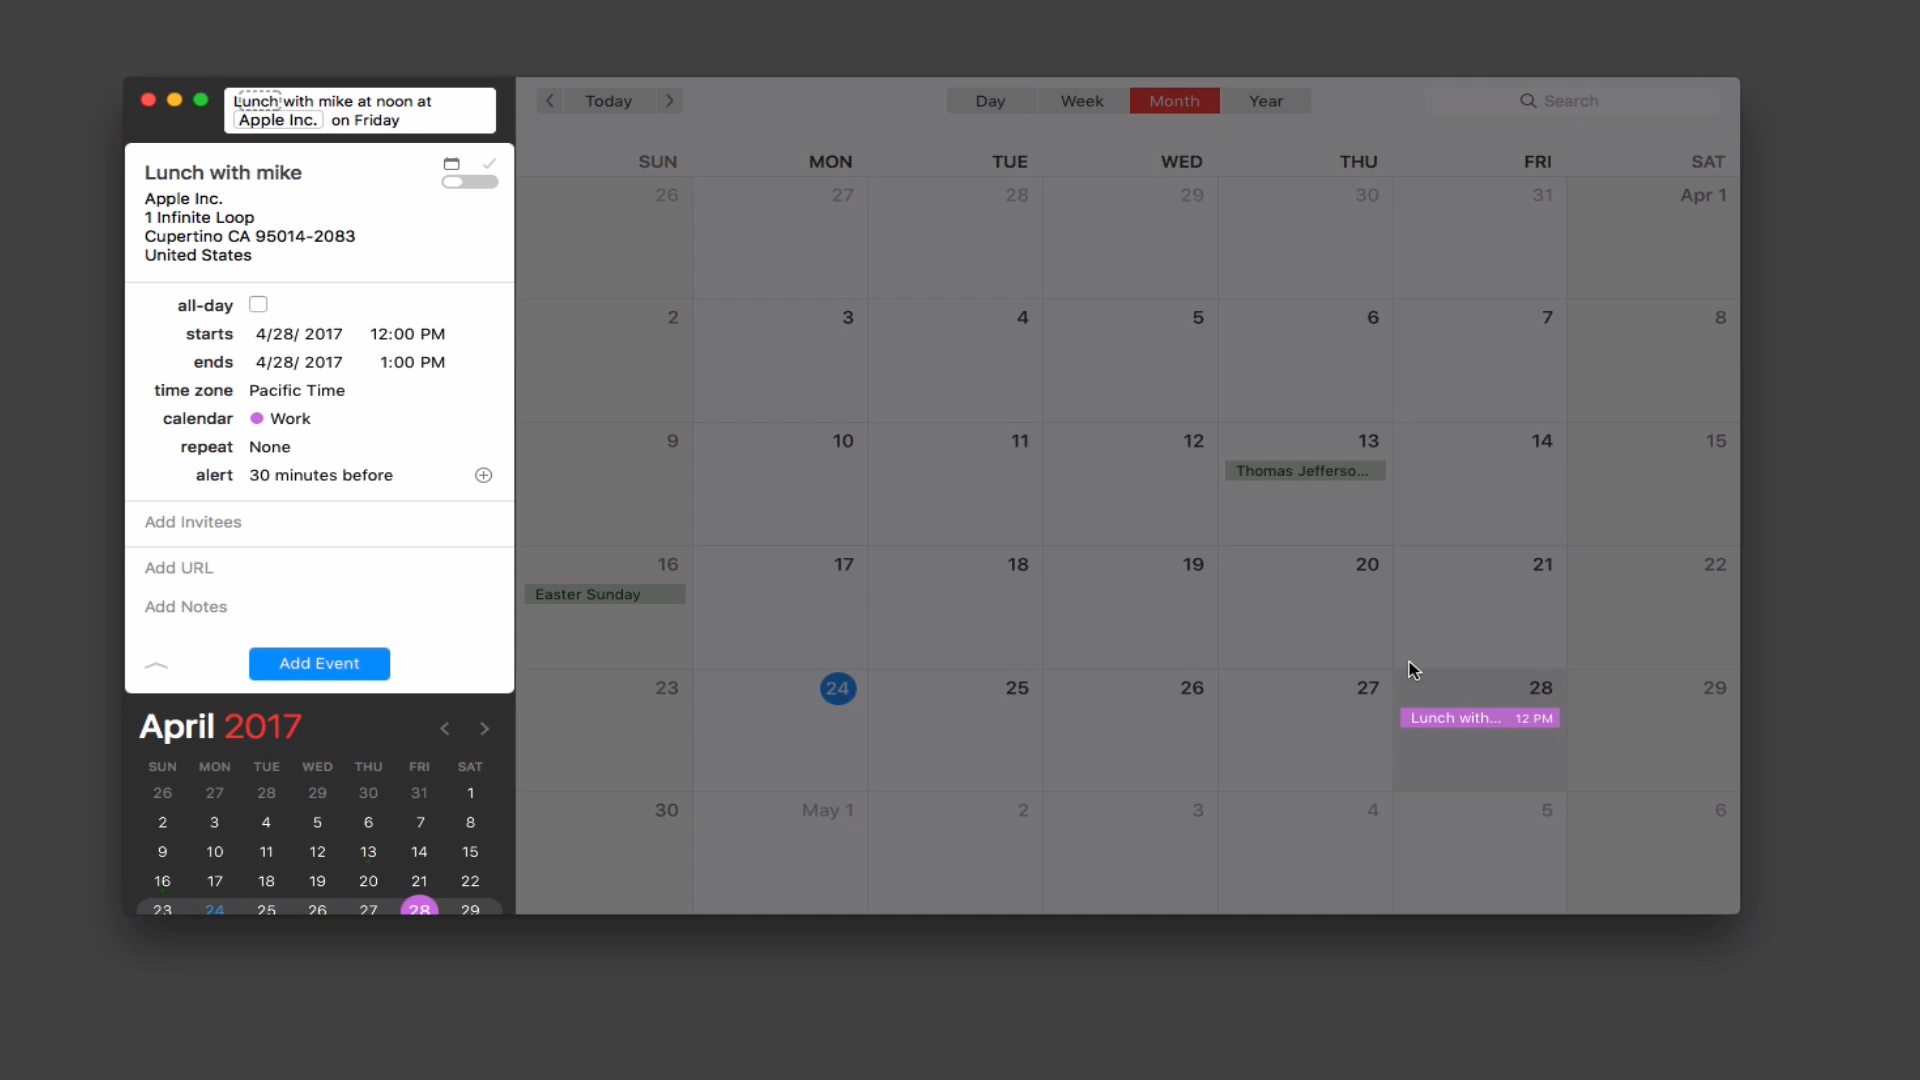 Lunch with mike at noon at
Apple Inc. on Friday
Lunch with mike
Apple Inc.
1 Infinite Loop
Cupertino CA 95014-2083
United States
all-day
starts 4/28/ 2017 12:00 PM
ends 4/28/ 2017 1:00 PM
time zone Pacific Time
calendar Work
repeat None
alert 30 minutes before
Add Invitees
Add URL
Add Notes
Add Event
April 2017
SUN MON TUE WED THU FRI SAT
26 27 28 29 30 31 1
2 3 4 5 6 7 8
9 10 11 12 13 14 15
16 17 18 19 20 21 22
23 24 25 26 27 28 29
Today
Day Week Month Year
Search
SUN MON TUE WED THU FRI SAT
26 27 28 29 30 31 Apr 1
2 3 4 5 6 7 8
9 10 11 12 13 14 15
Thomas Jefferso...
16 17 18 19 20 21 22
Easter Sunday
23 24 25 26 27 28 29
Lunch with... 12 PM
30 May 1 2 3 4 5 6